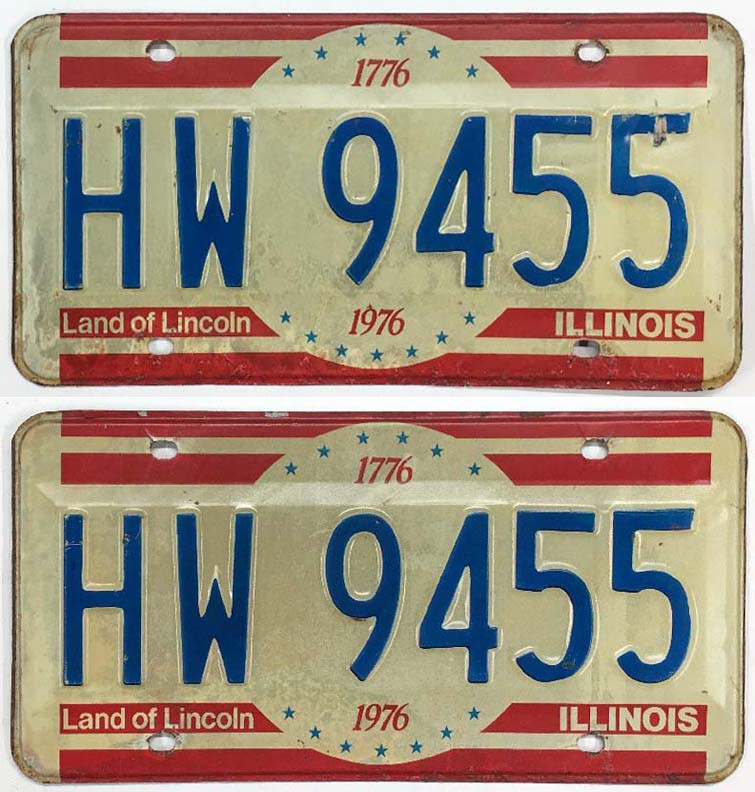 1776
HW 9455
Land of Lincoln 1976 ILLINOIS
1776
HW 9455
Land of Lincoln 1976 ILLINOIS